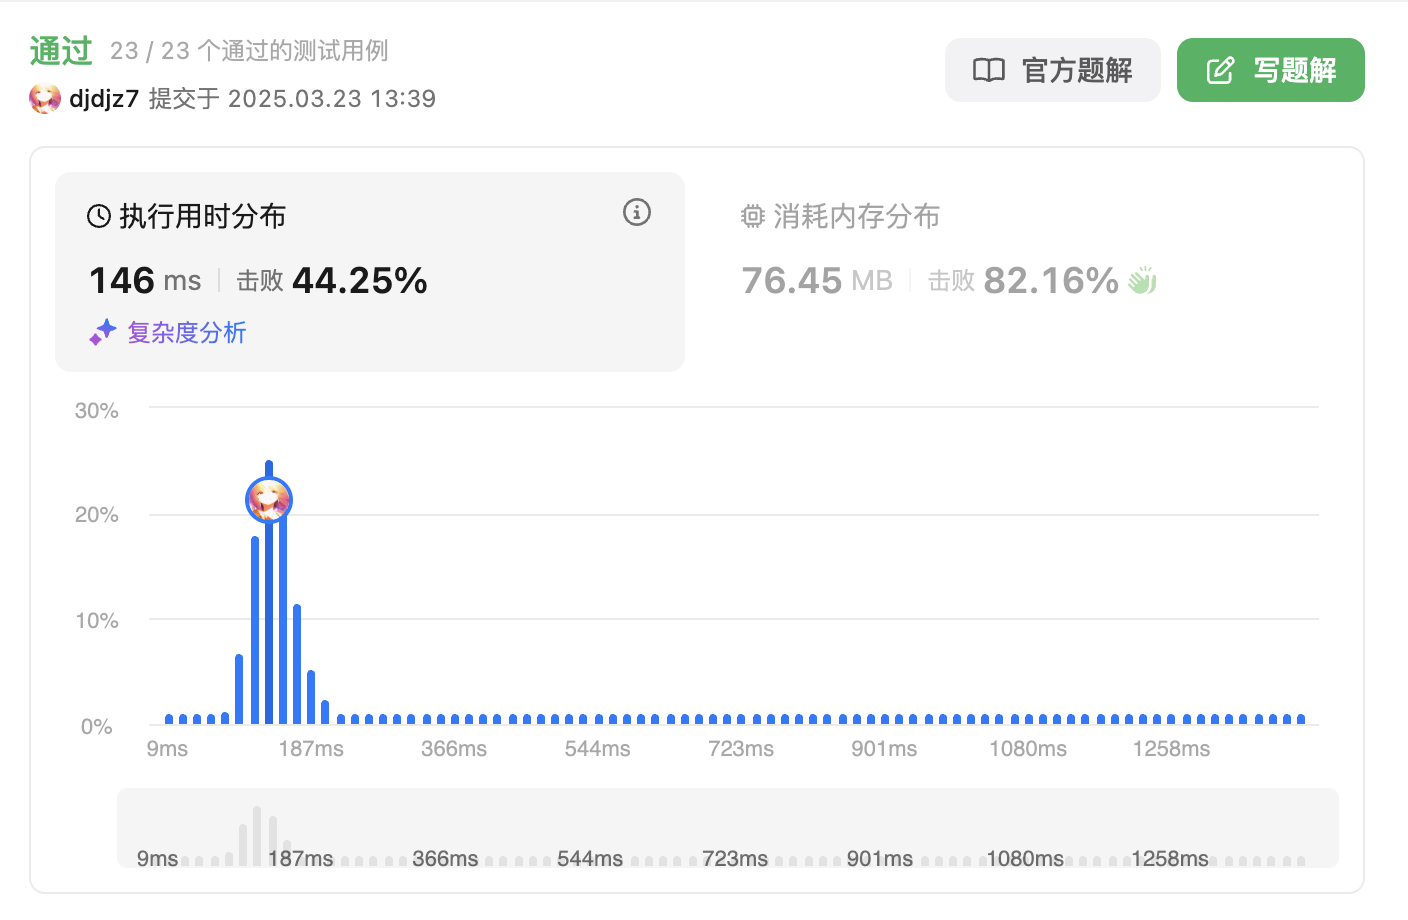 通过 23 / 23 个通过的测试用例
djdjz7 提交于 2025.03.23 13:39
官方题解
写题解
执行用时分布
146 ms 击败 44.25%
复杂度分析
消耗内存分布
76.45 MB 击败 82.16%
30%
20%
10%
0%
9ms 187ms 366ms 544ms 723ms 901ms 1080ms 1258ms
9ms 187ms 366ms 544ms 723ms 901ms 1080ms 1258ms